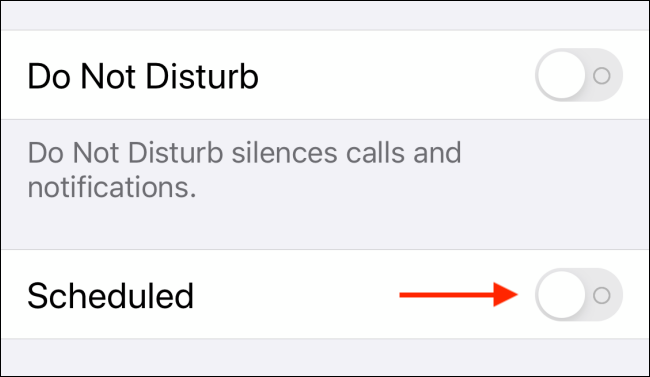 Do Not Disturb
Do Not Disturb silences calls and
notifications.
Scheduled